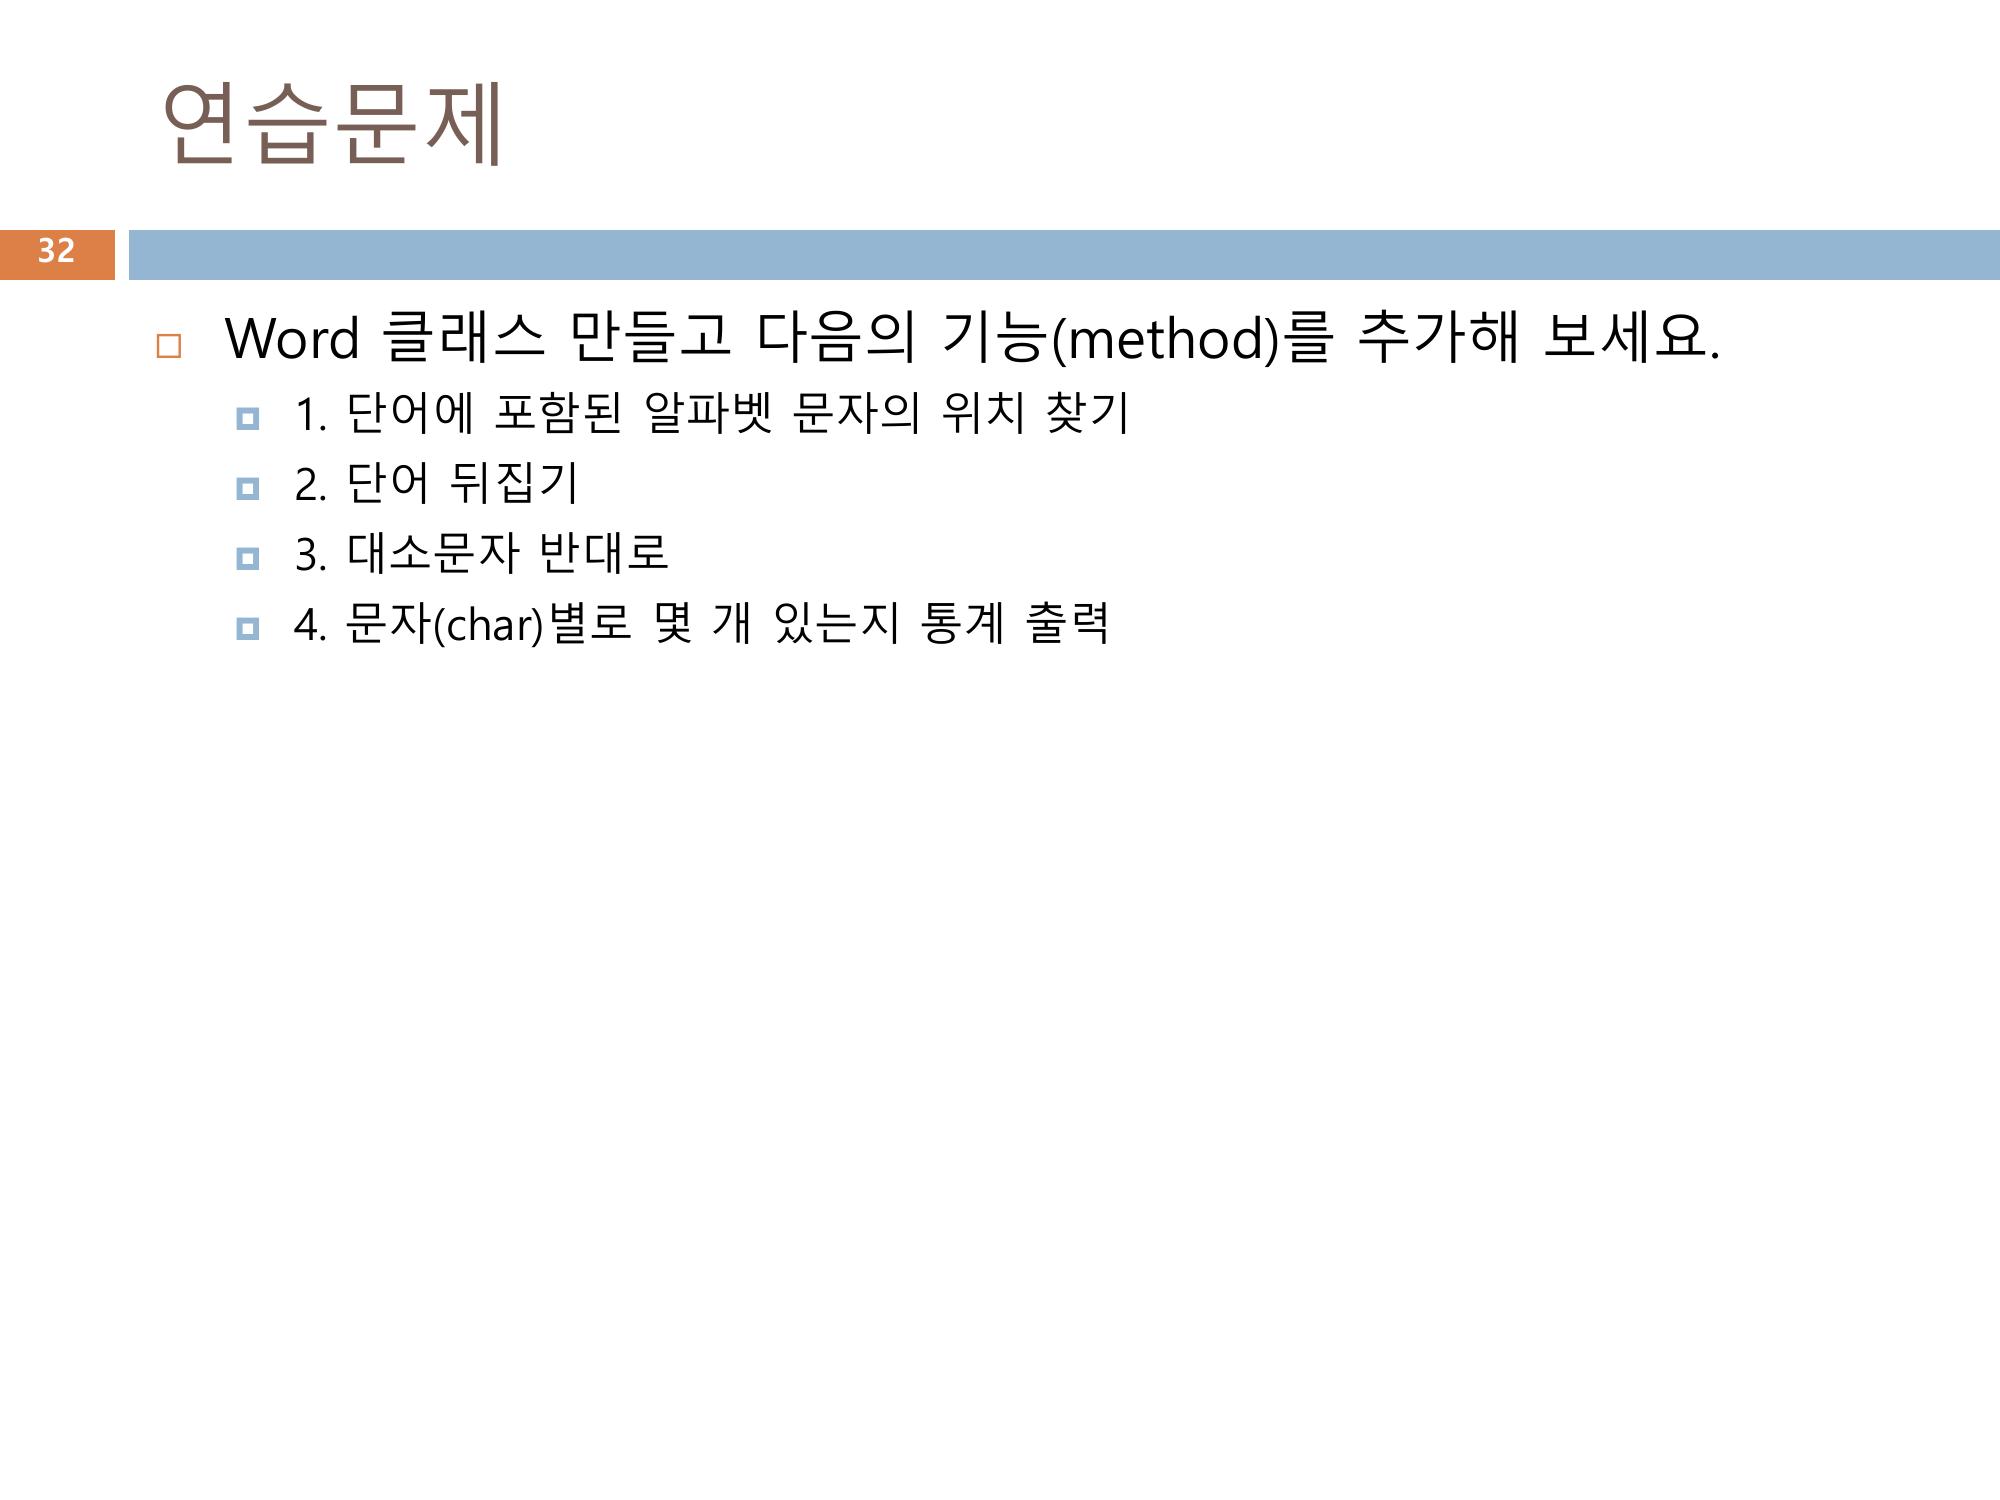 연습문제
32
Word 클래스 만들고 다음의 기능(method)를 추가해 보세요.
1. 단어에 포함된 알파벳 문자의 위치 찾기
2. 단어 뒤집기
3. 대소문자 반대로
4. 문자(char)별로 몇 개 있는지 통계 출력